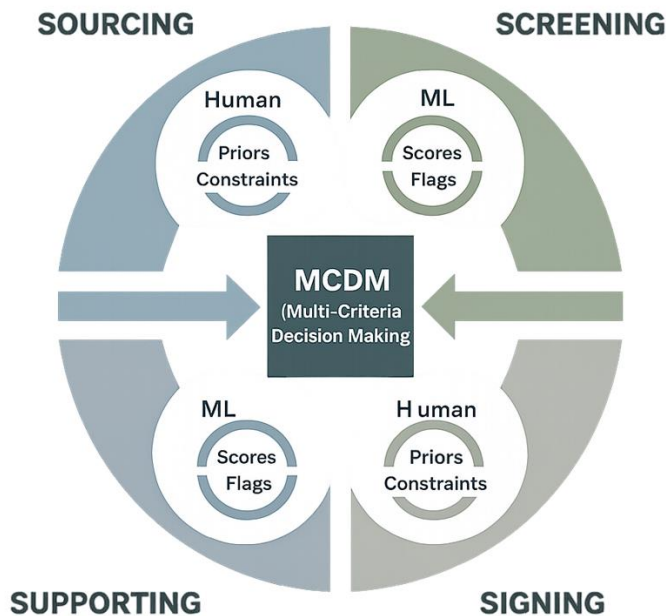 SOURCING
SCREENING
Human
Priors
Constraints
ML
Scores
Flags
MCDM
(Multi-Criteria
Decision Making
ML
Scores
Flags
Human
Priors
Constraints
SUPPORTING
SIGNING